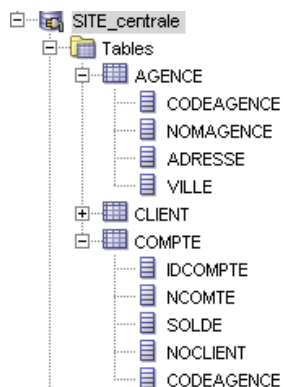 SITE_centrale
Tables
AGENCE
CODEAGENCE
NOMAGENCE
ADRESSE
VILLE
CLIENT
COMPTE
IDCOMPTE
NCOMTE
SOLDE
NOCLIENT
CODEAGENCE